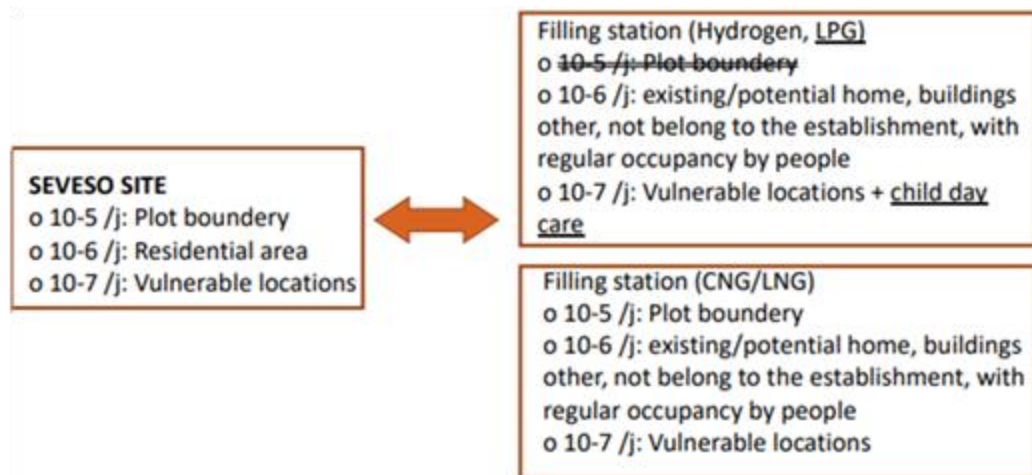 SEVESO SITE
o 10-5 /j: Plot boundery
o 10-6 /j: Residential area
o 10-7 /j: Vulnerable locations
Filling station (Hydrogen, LPG)
o 10-5 /j: Plot boundery
o 10-6 /j: existing/potential home, buildings
other, not belong to the establishment, with
regular occupancy by people
o 10-7 /j: Vulnerable locations + child day
care
Filling station (CNG/LNG)
o 10-5 /j: Plot boundery
o 10-6 /j: existing/potential home, buildings
other, not belong to the establishment, with
regular occupancy by people
o 10-7 /j: Vulnerable locations